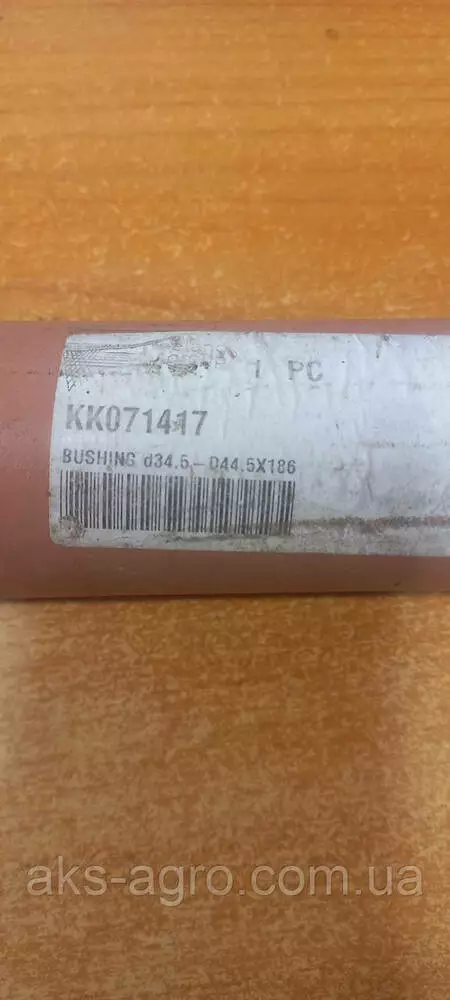 1 PC
KK071417
BUSHING d34.5-D44.5X186
aks-agro.com.ua